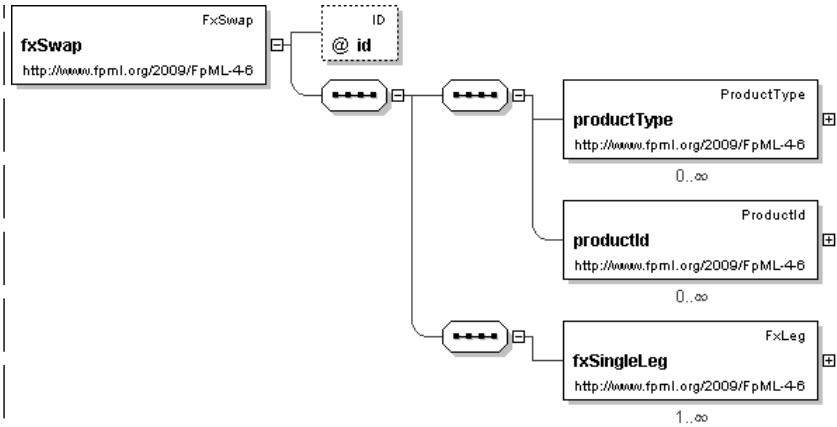 FxSwap
fxSwap
http://www.fpml.org/2009/FpML-4-6
ID
@ id
ProductType
productType
http://www.fpml.org/2009/FpML-4-6
0..∞
ProductId
productId
http://www.fpml.org/2009/FpML-4-6
0..∞
FxLeg
fxSingleLeg
http://www.fpml.org/2009/FpML-4-6
1..∞